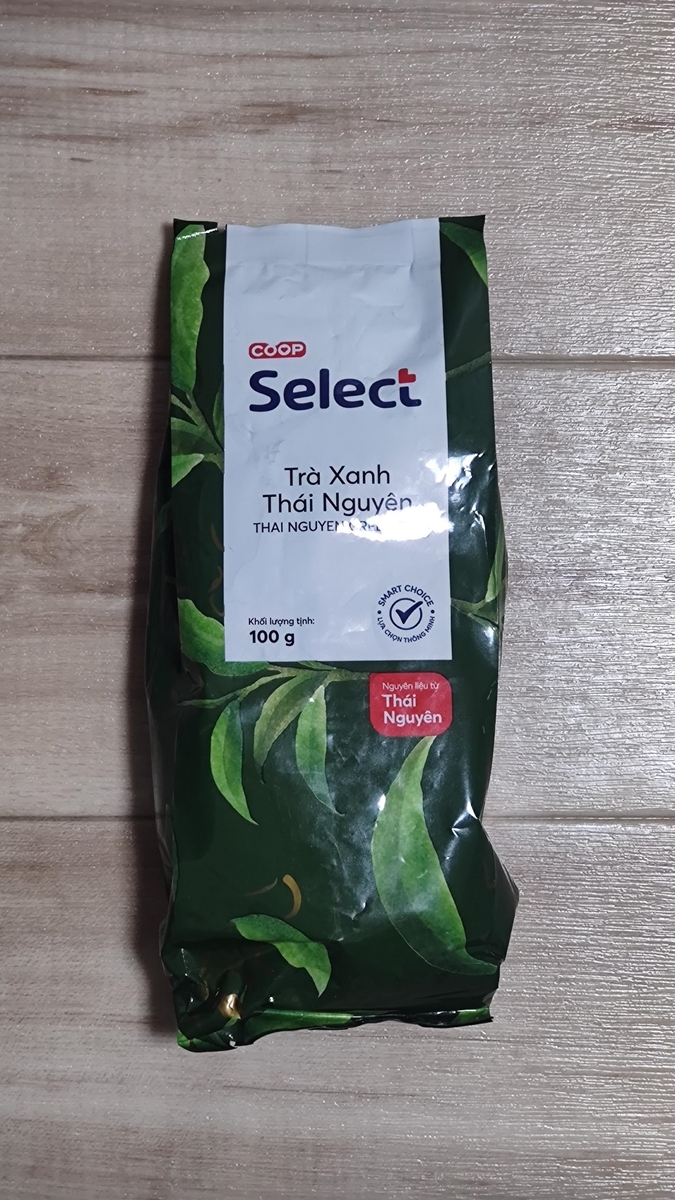 COOP
Select
Trà Xanh
Thái Nguyên
THAI NGUYEN
Khối lượng tịnh:
100 g
SMART CHOICE
LỰA CHỌN THÔNG MINH
Nguyên liệu từ
Thái
Nguyên